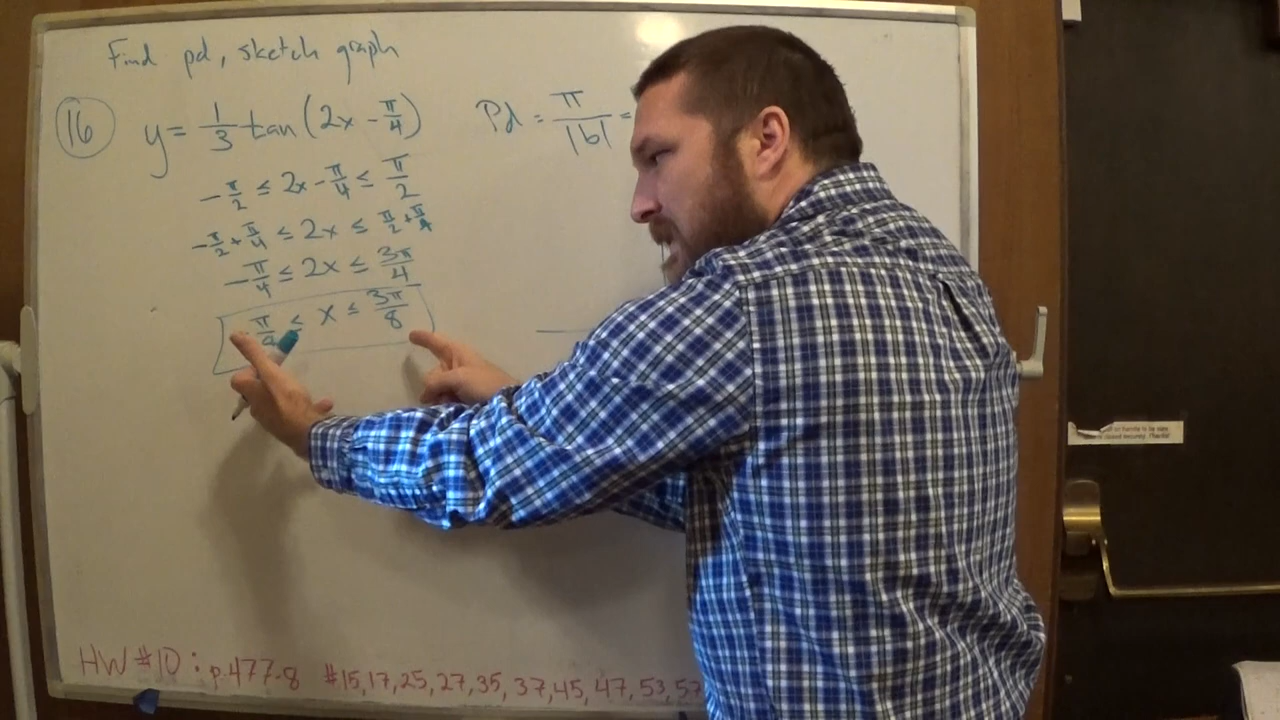 Find pd, sketch graph
16 y = 1/3 tan(2x - π/4) Pd = π/|b| =
-π/2 ≤ 2x - π/4 ≤ π/2
-π/2 + π/4 ≤ 2x ≤ π/2 + π/4
-π/4 ≤ 2x ≤ 3π/4
≤ x ≤ 3π/8
HW #10 : p.477-8 #15,17,25,27,35,37,45,47,53,57